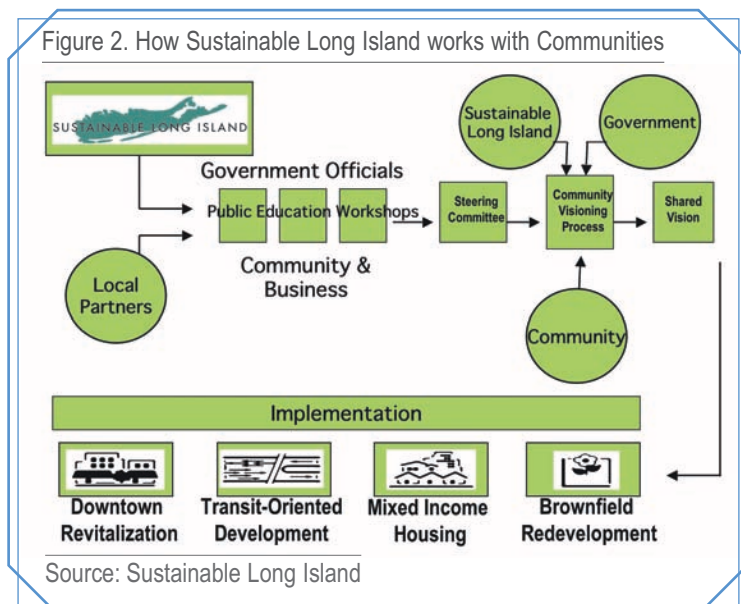 Figure 2. How Sustainable Long Island works with Communities
SUSTAINABLE LONG ISLAND
Sustainable
Long Island
Government
Government Officials
Public Education Workshops
Steering
Committee
Community
Visioning
Process
Shared
Vision
Community &
Business
Local
Partners
Community
Implementation
Downtown
Revitalization
Transit-Oriented
Development
Mixed Income
Housing
Brownfield
Redevelopment
Source: Sustainable Long Island